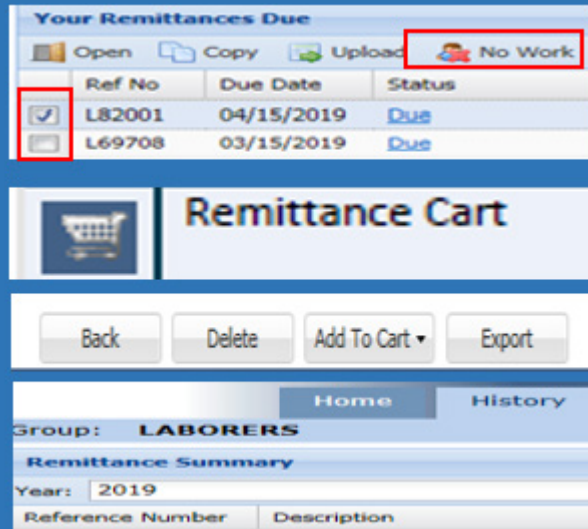 Your Remittances Due
Open Copy Upload No Work
Ref No Due Date Status
L82001 04/15/2019 Due
L69708 03/15/2019 Due
Remittance Cart
Back Delete Add To Cart Export
Home History
Group: LABORERS
Remittance Summary
Year: 2019
Reference Number Description